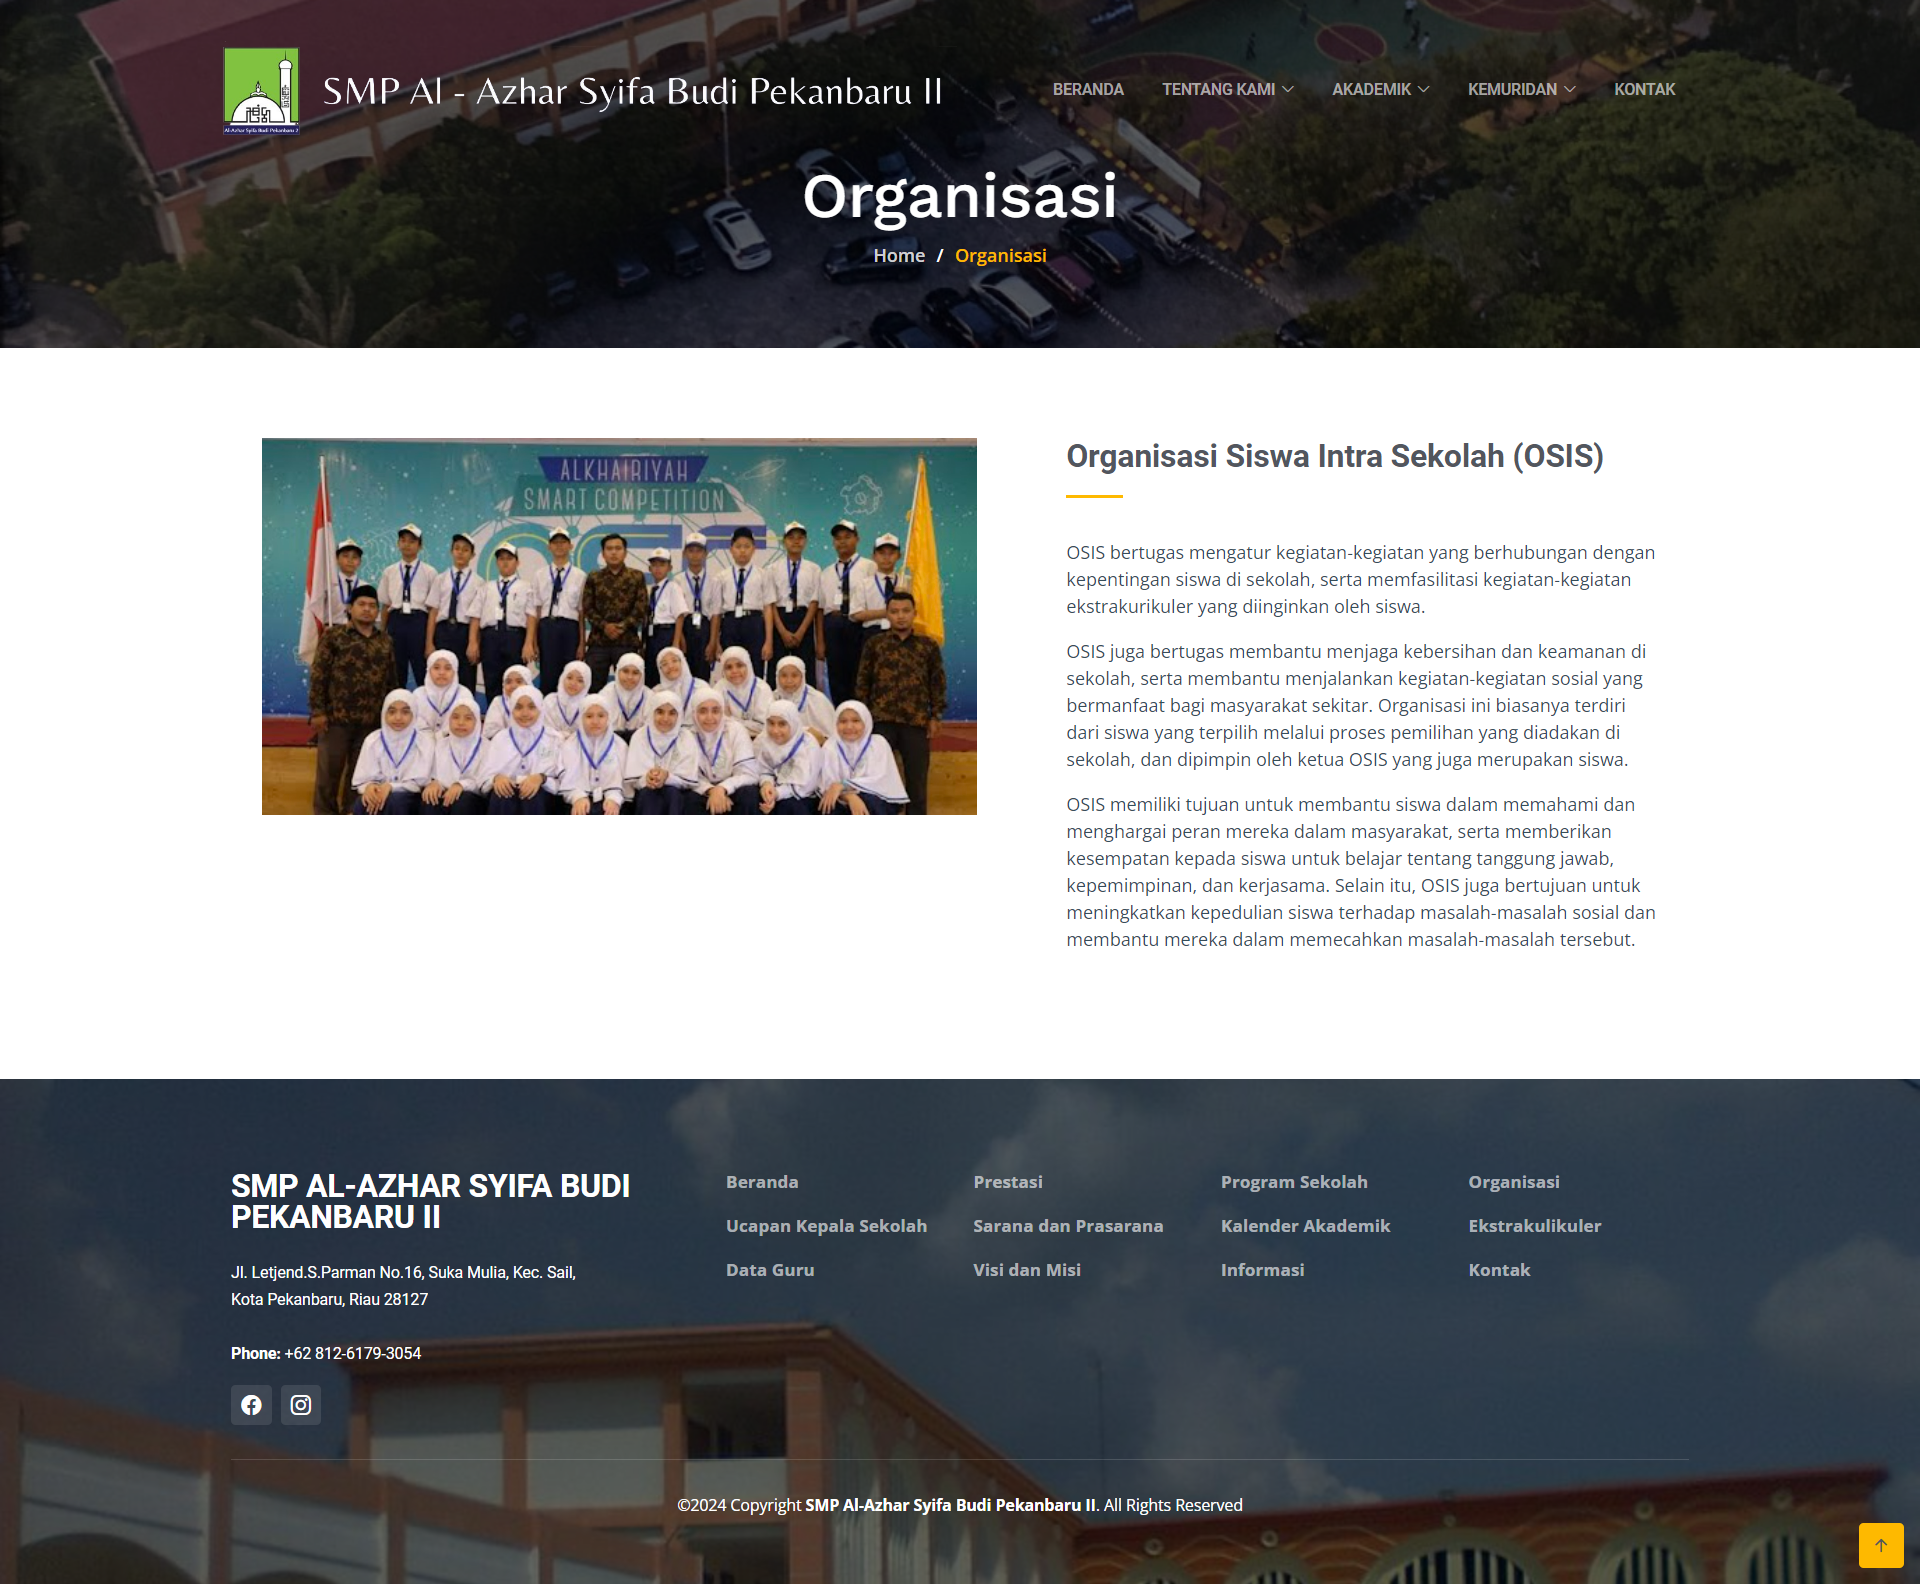 SMP Al - Azhar Syifa Budi Pekanbaru II
Al-Azhar Syifa Budi Pekanbaru 2
BERANDA
TENTANG KAMI
AKADEMIK
KEMURIDAN
KONTAK
Organisasi
Home / Organisasi
ALKHAIRIYAH
SMART COMPETITION
Organisasi Siswa Intra Sekolah (OSIS)
OSIS bertugas mengatur kegiatan-kegiatan yang berhubungan dengan
kepentingan siswa di sekolah, serta memfasilitasi kegiatan-kegiatan
ekstrakurikuler yang diinginkan oleh siswa.
OSIS juga bertugas membantu menjaga kebersihan dan keamanan di
sekolah, serta membantu menjalankan kegiatan-kegiatan sosial yang
bermanfaat bagi masyarakat sekitar. Organisasi ini biasanya terdiri
dari siswa yang terpilih melalui proses pemilihan yang diadakan di
sekolah, dan dipimpin oleh ketua OSIS yang juga merupakan siswa.
OSIS memiliki tujuan untuk membantu siswa dalam memahami dan
menghargai peran mereka dalam masyarakat, serta memberikan
kesempatan kepada siswa untuk belajar tentang tanggung jawab,
kepemimpinan, dan kerjasama. Selain itu, OSIS juga bertujuan untuk
meningkatkan kepedulian siswa terhadap masalah-masalah sosial dan
membantu mereka dalam memecahkan masalah-masalah tersebut.
SMP AL-AZHAR SYIFA BUDI
PEKANBARU II
Jl. Letjend.S.Parman No.16, Suka Mulia, Kec. Sail,
Kota Pekanbaru, Riau 28127
Phone: +62 812-6179-3054
Beranda
Ucapan Kepala Sekolah
Data Guru
Prestasi
Sarana dan Prasarana
Visi dan Misi
Program Sekolah
Kalender Akademik
Informasi
Organisasi
Ekstrakulikuler
Kontak
©2024 Copyright SMP Al-Azhar Syifa Budi Pekanbaru II. All Rights Reserved